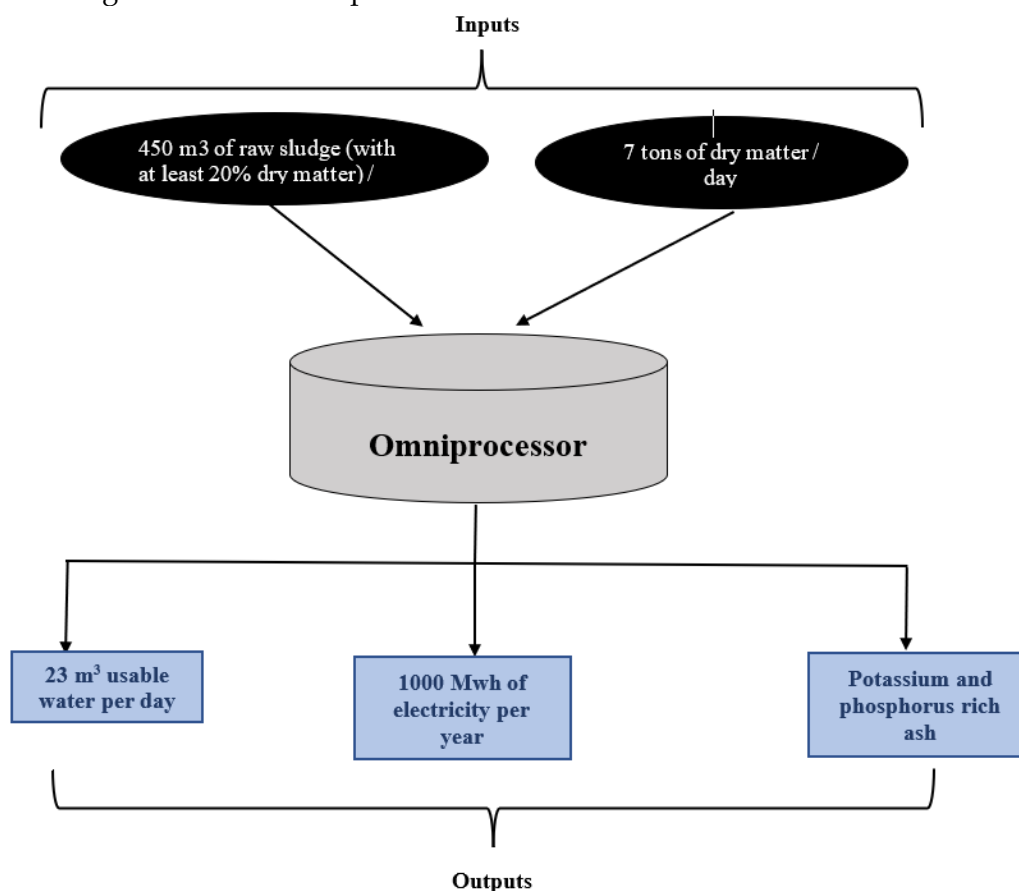 Inputs
450 m3 of raw sludge (with
at least 20% dry matter) /
7 tons of dry matter /
day
Omniprocessor
23 m³ usable
water per day
1000 Mwh of
electricity per
year
Potassium and
phosphorus rich
ash
Outputs